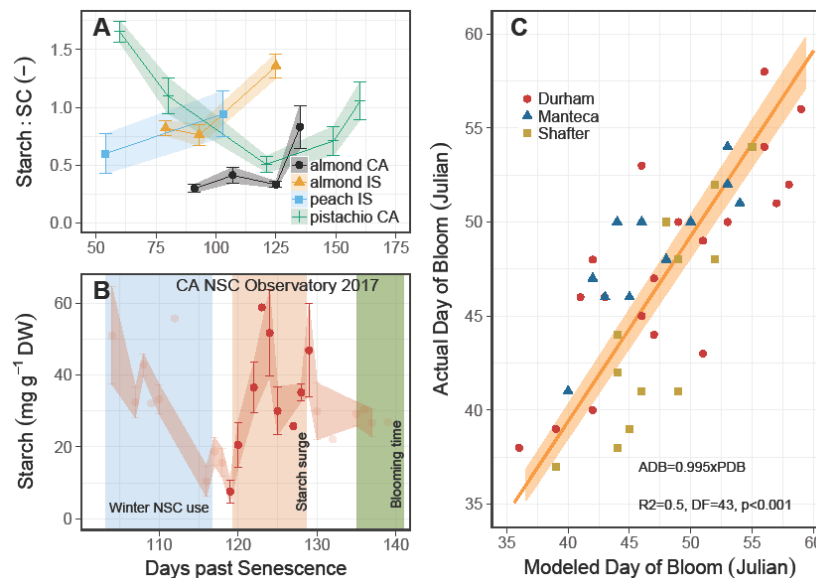 A
Starch:SC (−)
1.5
1.0
0.5
0.0
almond CA
almond IS
peach IS
pistachio CA
50 75 100 125 150 175
B
CA NSC Observatory 2017
Starch (mg g⁻¹ DW)
60
40
20
0
Winter NSC use
Starch surge
Blooming time
110 120 130 140
Days past Senescence
C
Actual Day of Bloom (Julian)
60
55
50
45
40
35
Durham
Manteca
Shafter
ADB=0.995xPDB
R2=0.5, DF=43, p<0.001
35 40 45 50 55 60
Modeled Day of Bloom (Julian)